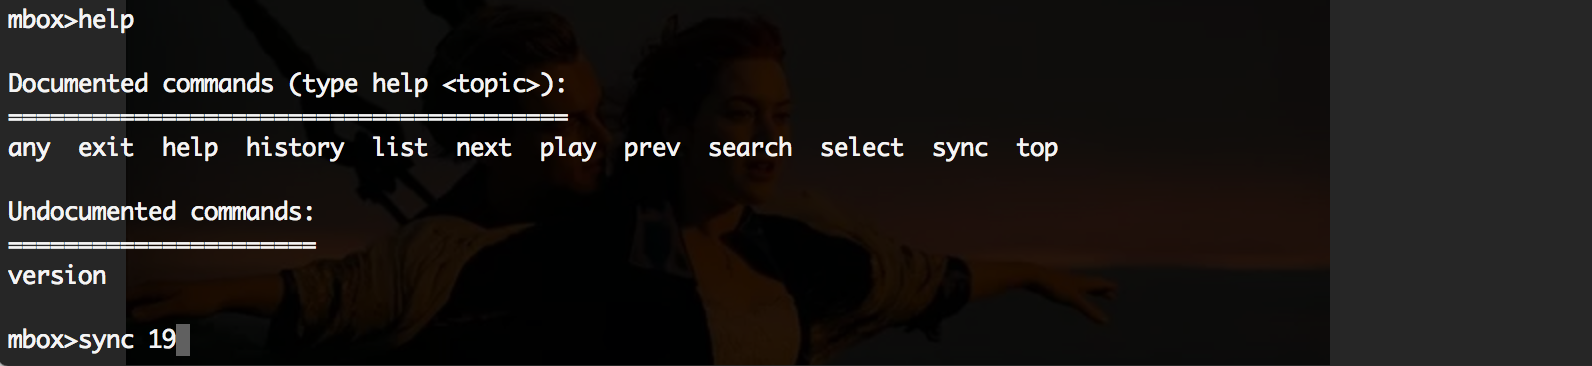 mbox>help
Documented commands (type help <topic>):
========================================
any  exit  help  history  list  next  play  prev  search  select  sync  top
Undocumented commands:
======================
version
mbox>sync 19